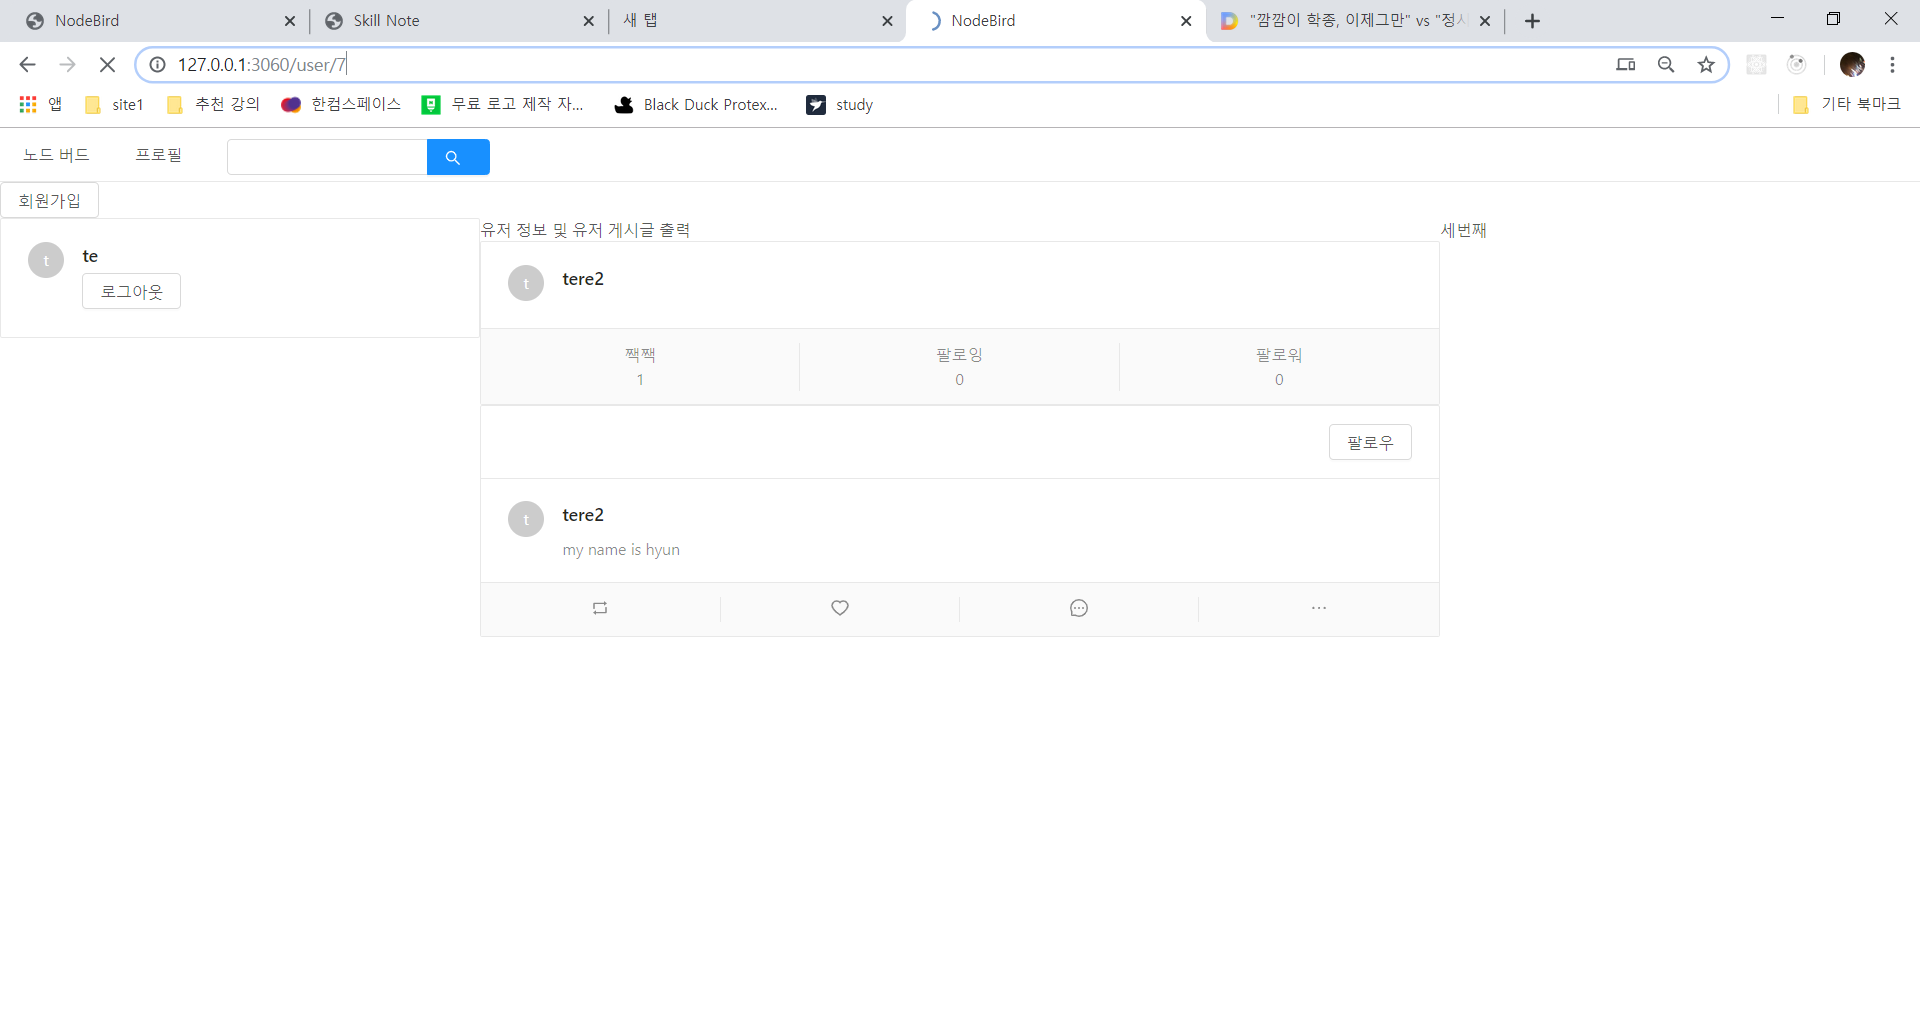 NodeBird
Skill Note
새 탭
NodeBird
"깜깜이 학종, 이제그만" vs "정시
127.0.0.1:3060/user/7
앱
site1
추천 강의
한컴스페이스
무료 로고 제작 자...
Black Duck Protex...
study
기타 북마크
노드 버드
프로필
회원가입
t
te
로그아웃
유저 정보 및 유저 게시글 출력
세번째
t
tere2
짹짹
1
팔로잉
0
팔로워
0
팔로우
t
tere2
my name is hyun